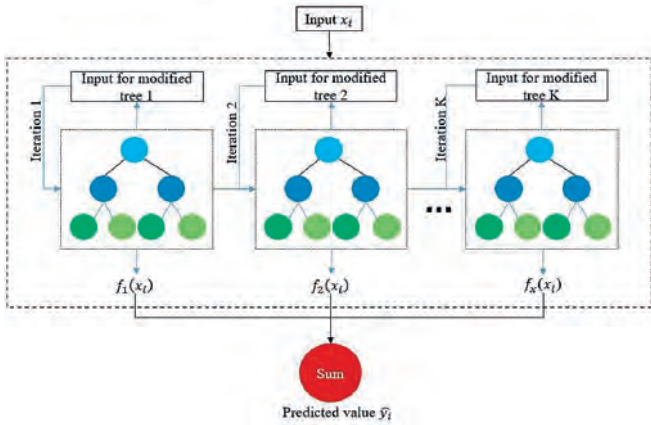 Input xᵢ
Input for modified
tree 1
Input for modified
tree 2
Input for modified
tree K
Iteration 1
Iteration 2
Iteration K
...
f₁(xᵢ)
f₂(xᵢ)
fₓ(xᵢ)
Sum
Predicted value ŷᵢ